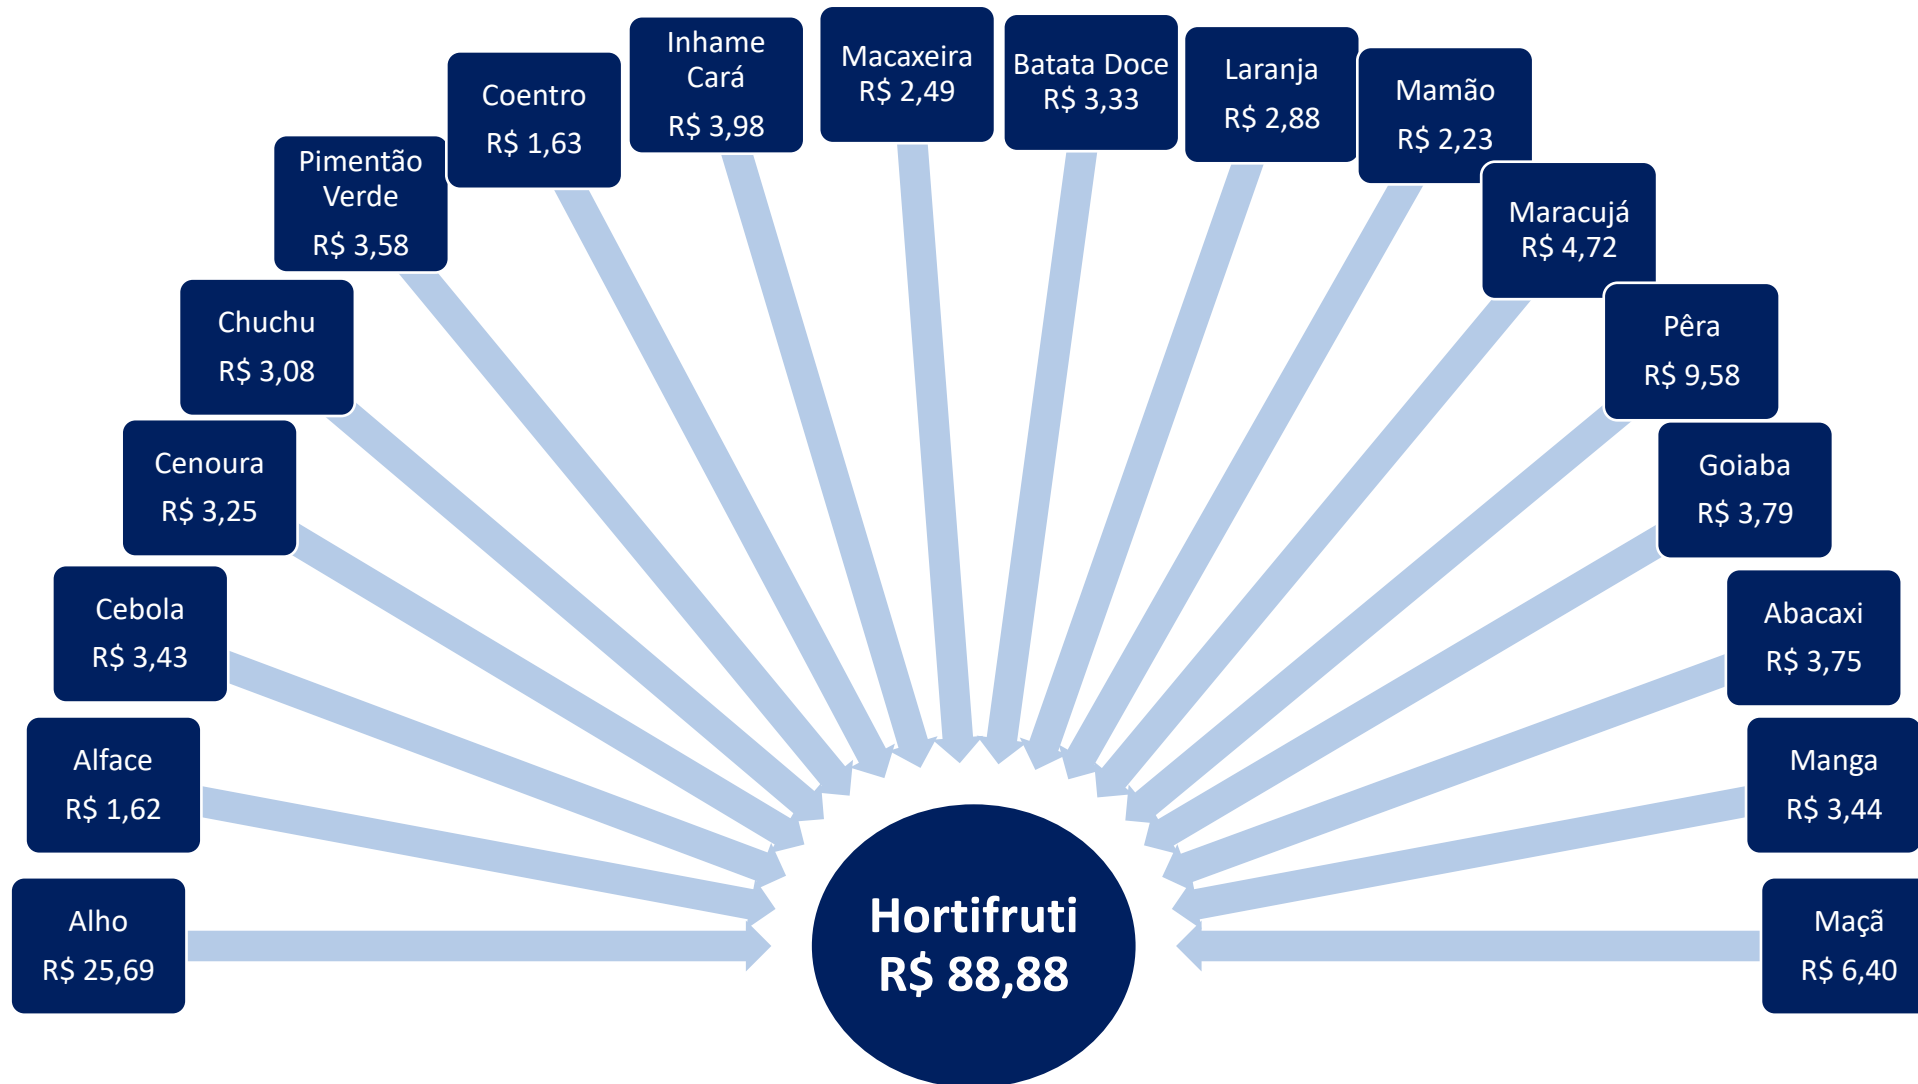 Alho
R$ 25,69
Alface
R$ 1,62
Cebola
R$ 3,43
Cenoura
R$ 3,25
Chuchu
R$ 3,08
Pimentão
Verde
R$ 3,58
Coentro
R$ 1,63
Inhame
Cará
R$ 3,98
Macaxeira
R$ 2,49
Batata Doce
R$ 3,33
Laranja
R$ 2,88
Mamão
R$ 2,23
Maracujá
R$ 4,72
Pêra
R$ 9,58
Goiaba
R$ 3,79
Abacaxi
R$ 3,75
Manga
R$ 3,44
Maçã
R$ 6,40
Hortifruti
R$ 88,88